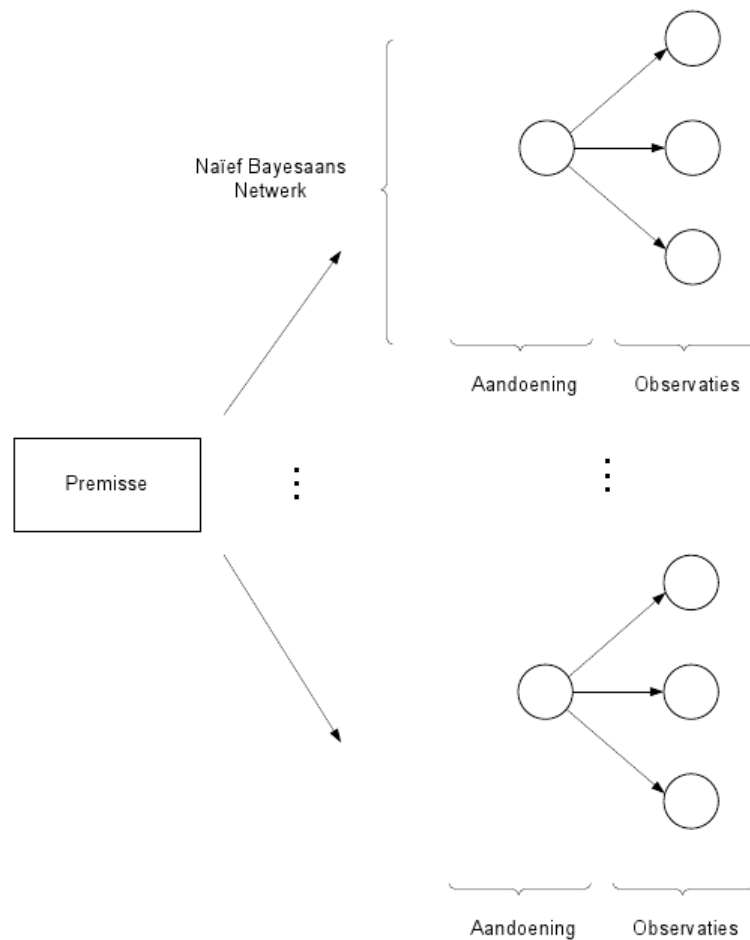 Naïef Bayesaans
Netwerk
Aandoening
Observaties
Premisse
Aandoening
Observaties